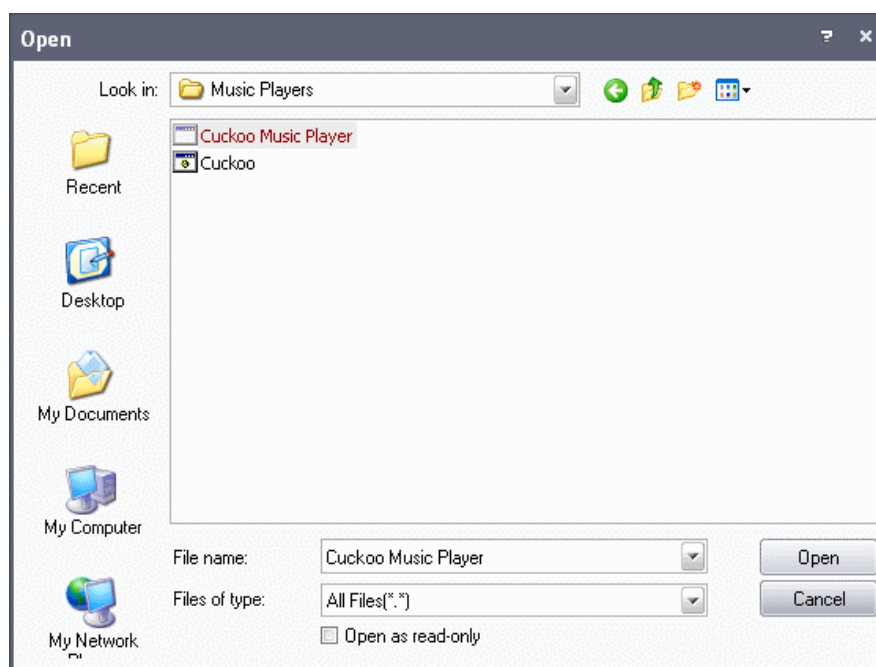 Open
Look in:
Music Players
Cuckoo Music Player
Cuckoo
Recent
Desktop
My Documents
My Computer
My Network
File name:
Cuckoo Music Player
Open
Files of type:
All Files(*.*)
Cancel
Open as read-only